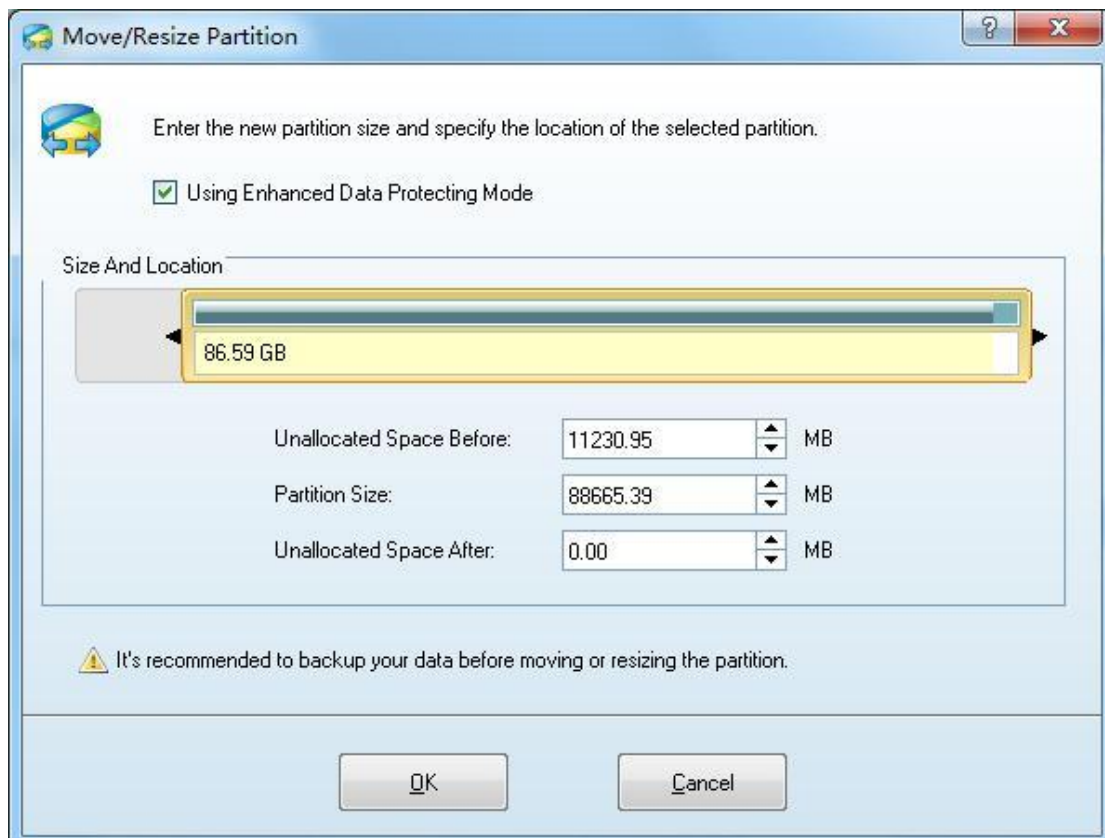 Move/Resize Partition
Enter the new partition size and specify the location of the selected partition.
Using Enhanced Data Protecting Mode
Size And Location
86.59 GB
Unallocated Space Before: 11230.95 MB
Partition Size: 88665.39 MB
Unallocated Space After: 0.00 MB
It's recommended to backup your data before moving or resizing the partition.
OK Cancel